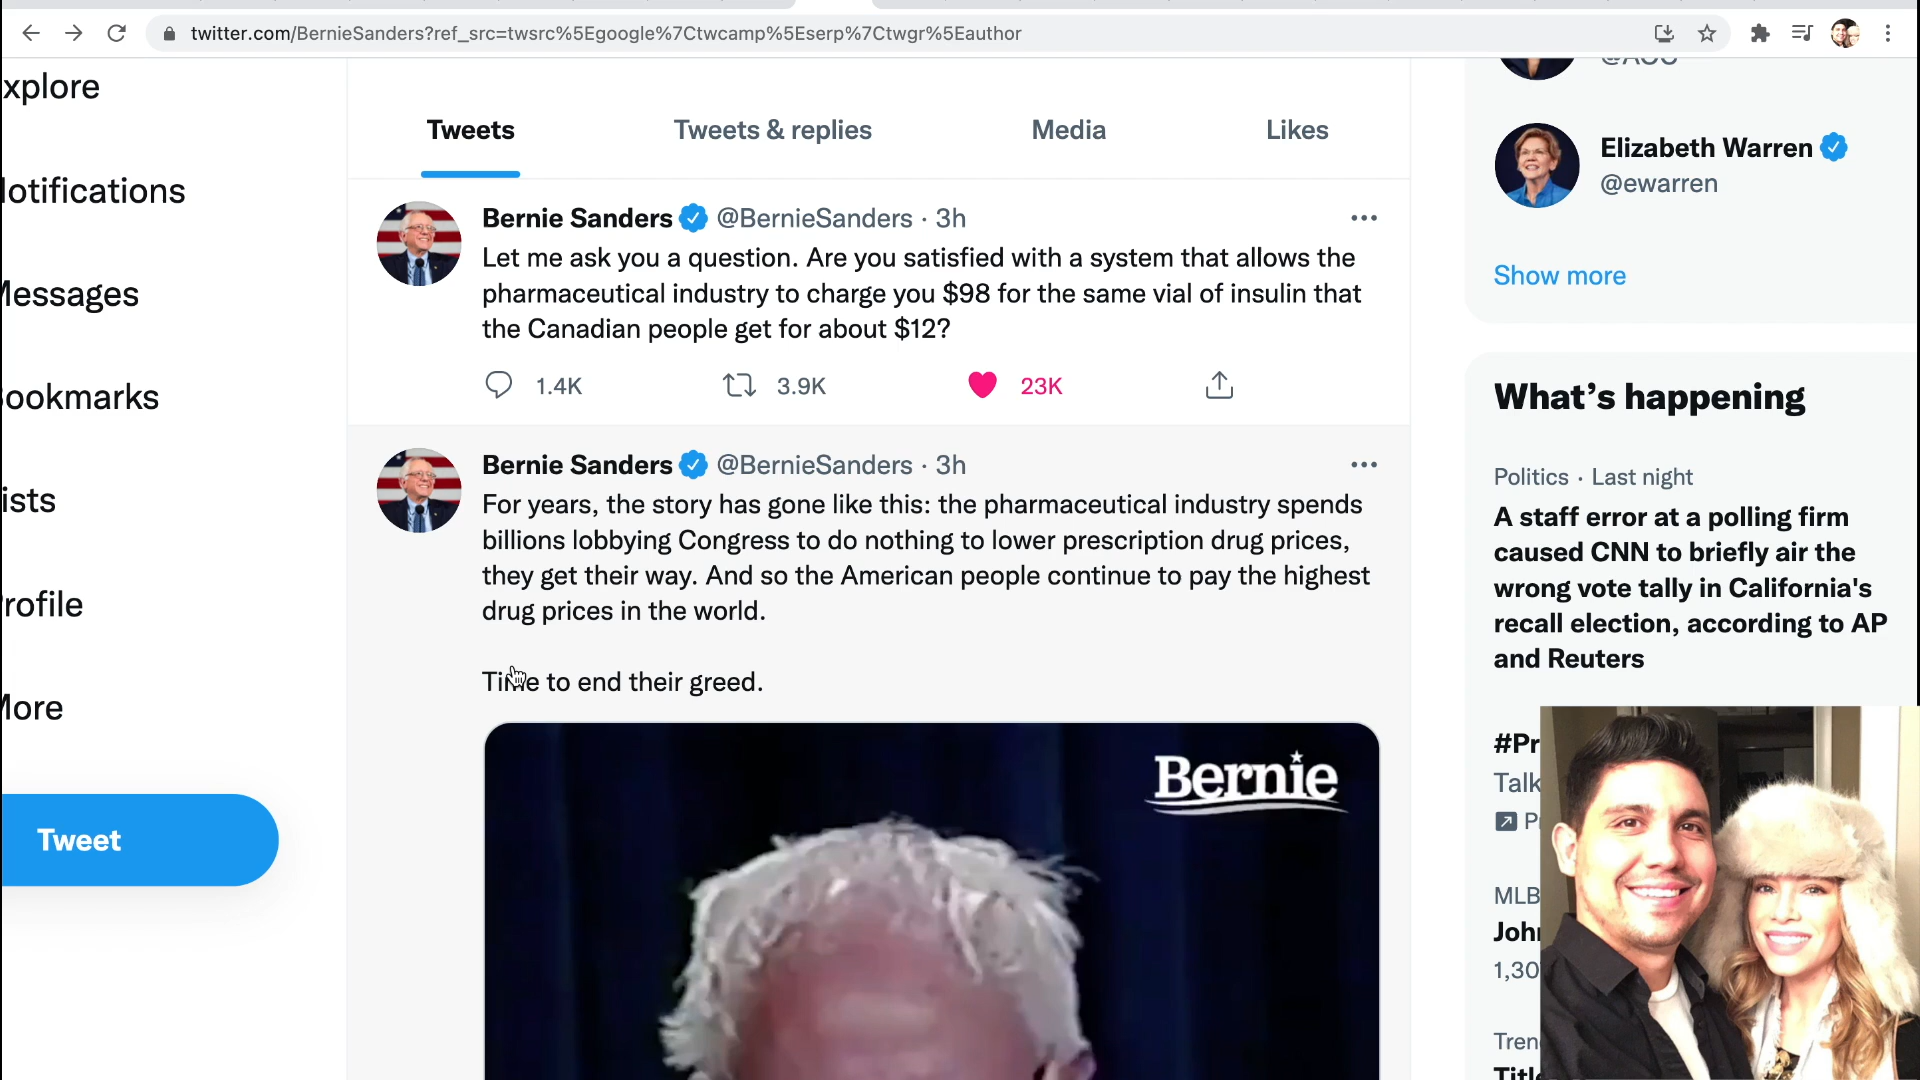 twitter.com/BernieSanders?ref_src=twsrc%5Egoogle%7Ctwcamp%5Eserp%7Ctwgr%5Eauthor
xplore
otifications
essages
ookmarks
ists
rofile
ore
Tweet
Tweets
Tweets & replies
Media
Likes
Bernie Sanders @BernieSanders · 3h
Let me ask you a question. Are you satisfied with a system that allows the
pharmaceutical industry to charge you $98 for the same vial of insulin that
the Canadian people get for about $12?
1.4K
3.9K
23K
Bernie Sanders @BernieSanders · 3h
For years, the story has gone like this: the pharmaceutical industry spends
billions lobbying Congress to do nothing to lower prescription drug prices,
they get their way. And so the American people continue to pay the highest
drug prices in the world.
Time to end their greed.
Bernie
Elizabeth Warren
@ewarren
Show more
What's happening
Politics · Last night
A staff error at a polling firm
caused CNN to briefly air the
wrong vote tally in California's
recall election, according to AP
and Reuters
#Pr
Talk
P
MLB
John
1,30
Tren
Title